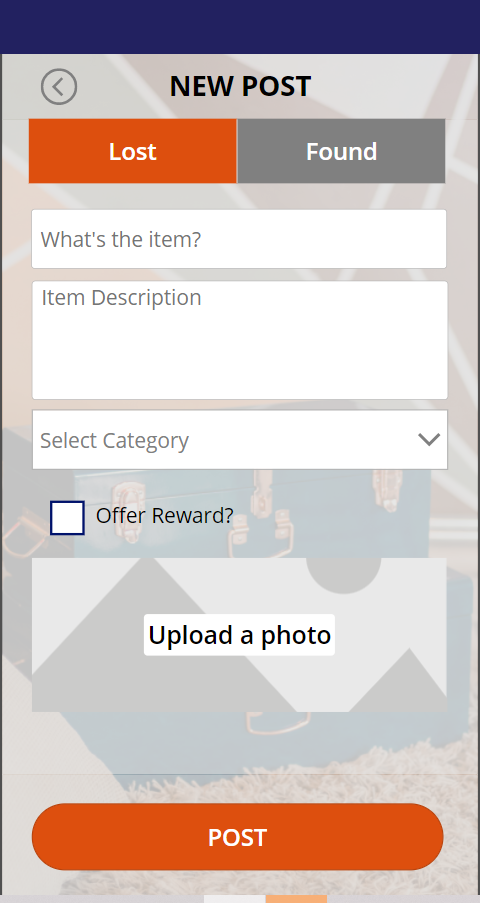 NEW POST
Lost
Found
What's the item?
Item Description
Select Category
Offer Reward?
Upload a photo
POST